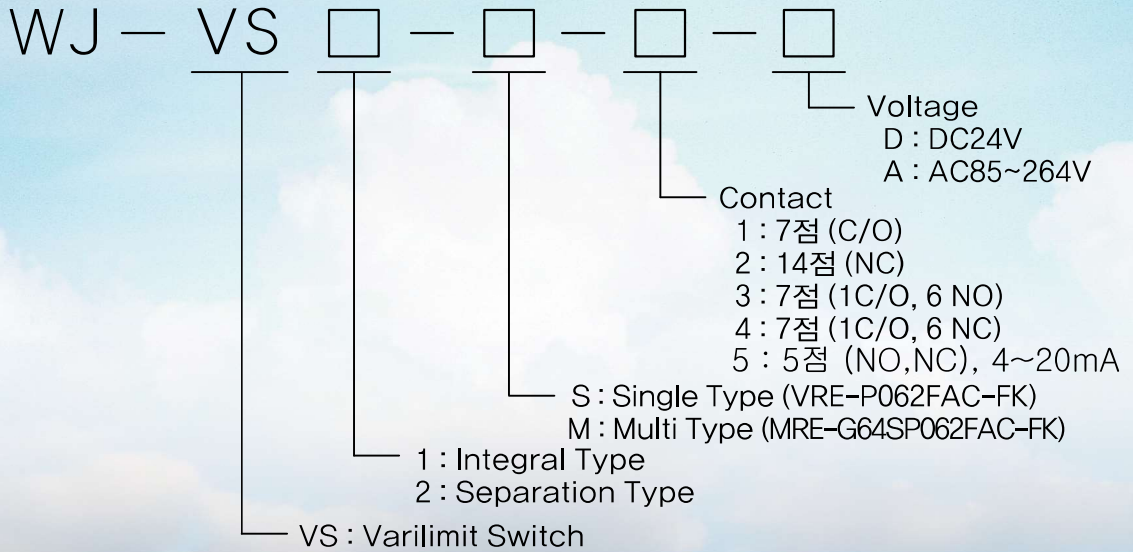 WJ - VS □ - □ - □ - □
Voltage
D : DC24V
A : AC85~264V
Contact
1 : 7점 (C/O)
2 : 14점 (NC)
3 : 7점 (1C/O, 6 NO)
4 : 7점 (1C/O, 6 NC)
5 : 5점 (NO,NC), 4~20mA
S : Single Type (VRE-P062FAC-FK)
M : Multi Type (MRE-G64SP062FAC-FK)
1 : Integral Type
2 : Separation Type
VS : Varilimit Switch